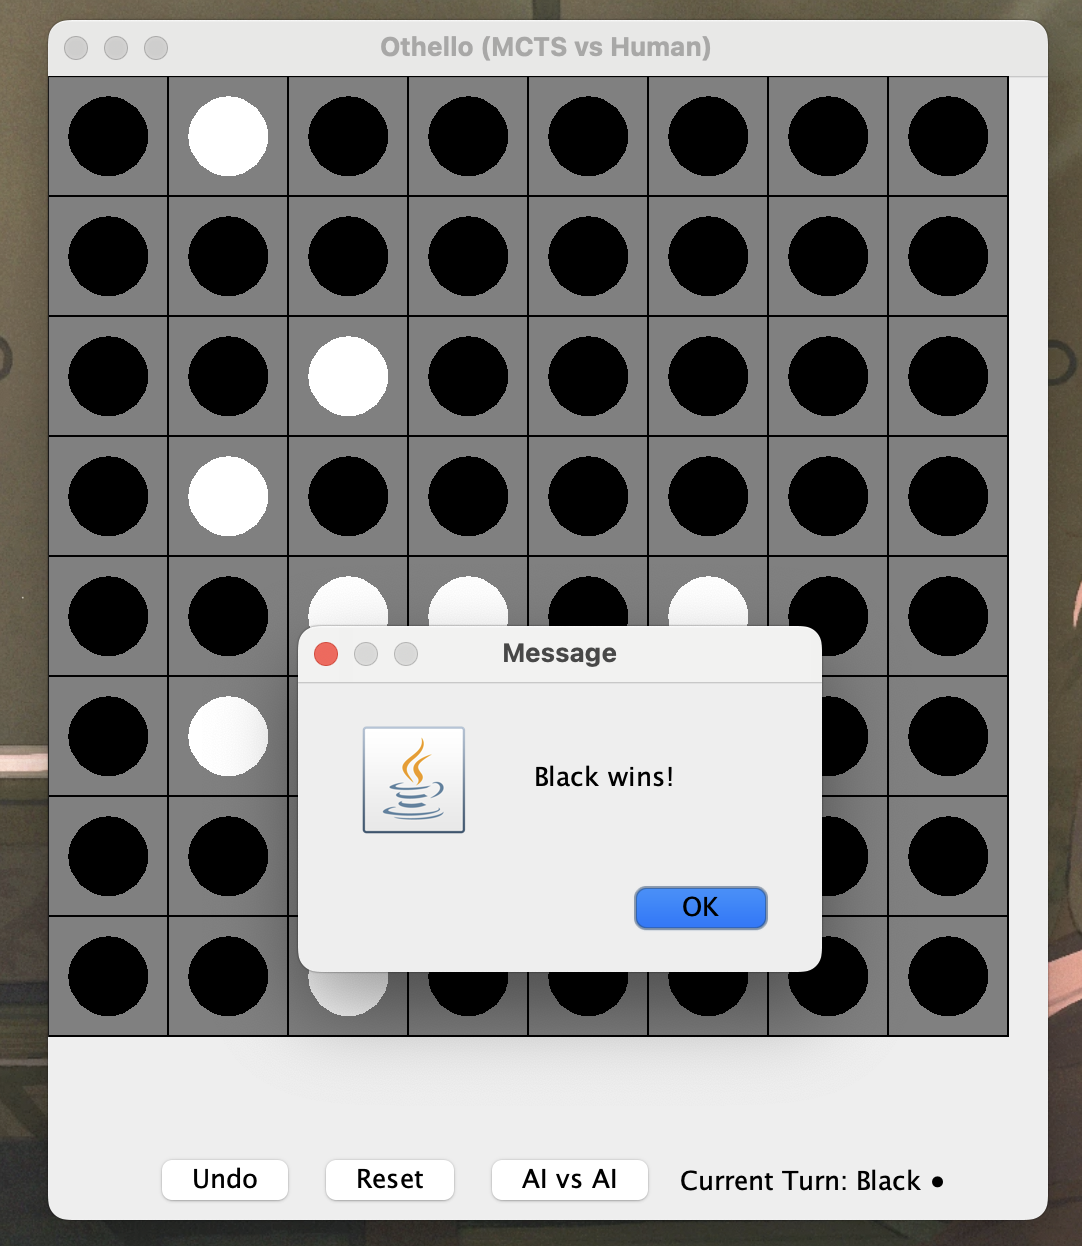 Othello (MCTS vs Human)
Message
Black wins!
OK
Undo
Reset
AI vs AI
Current Turn: Black ●